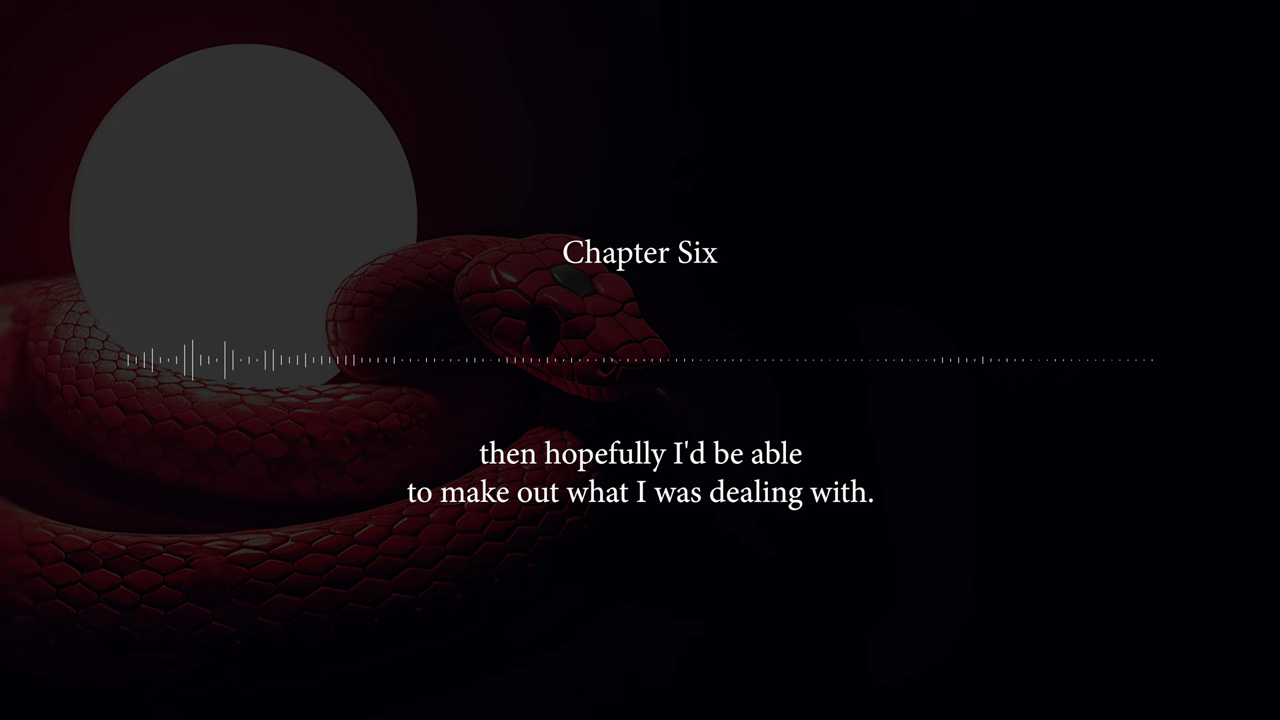 Chapter Six
then hopefully I'd be able
to make out what I was dealing with.